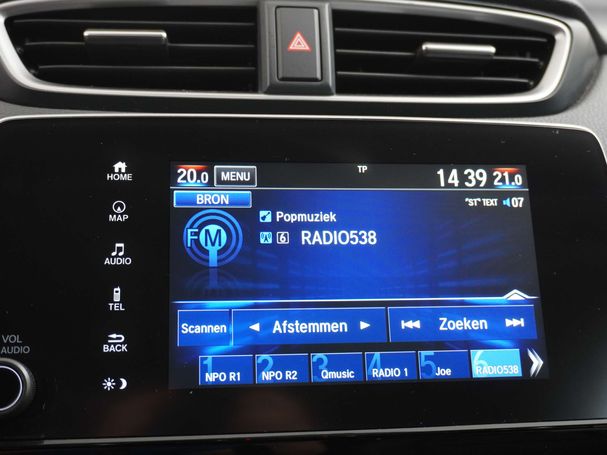 HOME
MAP
AUDIO
TEL
BACK
VOL
AUDIO
20.0 MENU TP 14 39 21.0
BRON "ST" TEXT 07
FM
Popmuziek
6 RADIO538
Scannen Afstemmen Zoeken
1 NPO R1
2 NPO R2
3 Qmusic
4 RADIO 1
5 Joe
6 RADIO538